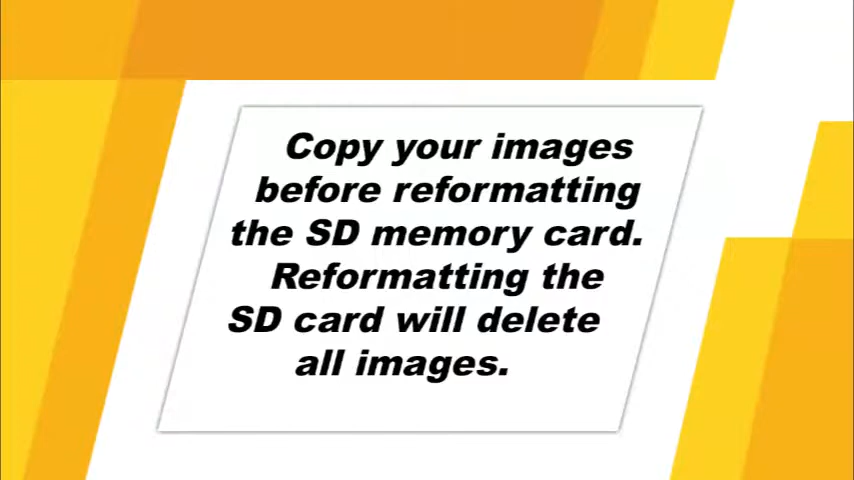 Copy your images
before reformatting
the SD memory card.
Reformatting the
SD card will delete
all images.